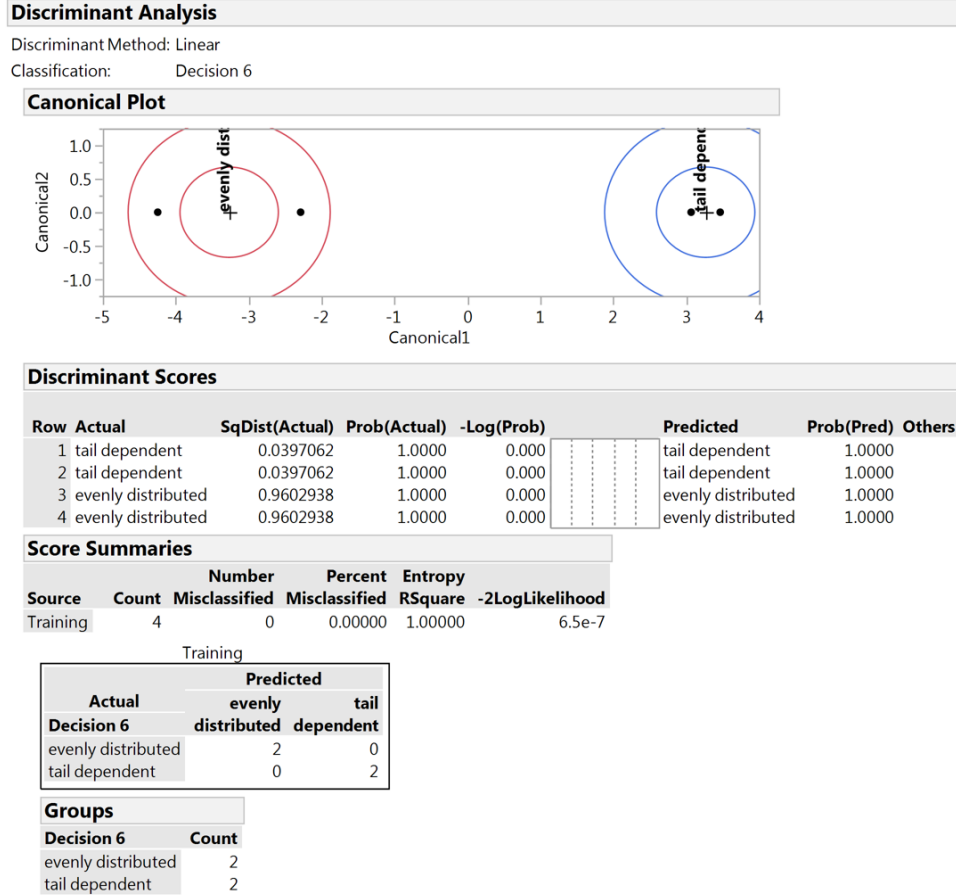 Discriminant Analysis
Discriminant Method: Linear
Classification: Decision 6
Canonical Plot
Canonical2
1.0
0.5
0.0
-0.5
-1.0
evenly dist
tail depend
-5 -4 -3 -2 -1 0 1 2 3 4
Canonical1
Discriminant Scores
Row Actual SqDist(Actual) Prob(Actual) -Log(Prob) Predicted Prob(Pred) Others
1 tail dependent 0.0397062 1.0000 0.000 tail dependent 1.0000
2 tail dependent 0.0397062 1.0000 0.000 tail dependent 1.0000
3 evenly distributed 0.9602938 1.0000 0.000 evenly distributed 1.0000
4 evenly distributed 0.9602938 1.0000 0.000 evenly distributed 1.0000
Score Summaries
Number Percent Entropy
Source Count Misclassified Misclassified RSquare -2LogLikelihood
Training 4 0 0.00000 1.00000 6.5e-7
Training
Predicted
Actual evenly tail
Decision 6 distributed dependent
evenly distributed 2 0
tail dependent 0 2
Groups
Decision 6 Count
evenly distributed 2
tail dependent 2